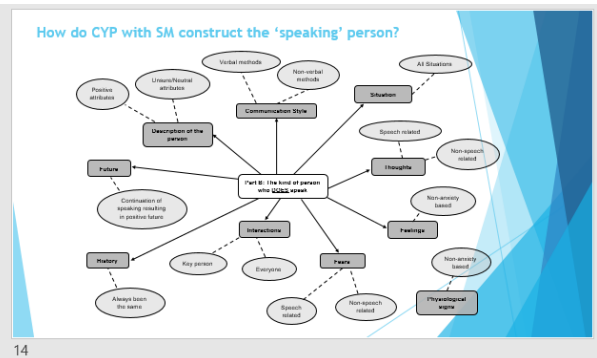 How do CYP with SM construct the ‘speaking’ person?
Verbal methods
Non-verbal
methods
All Situations
Positive
attributes
Unsure/Neutral
attributes
Situation
Communication Style
Description of the
person
Speech related
Non-speech
related
Thoughts
Future
Part B: The kind of person
who DOES speak
Continuation of
speaking resulting
in positive future
Non-anxiety
based
Interactions
Feelings
History
Key person
Everyone
Fears
Non-anxiety
based
Always been
the same
Speech
related
Non-speech
related
Physiological
signs
14